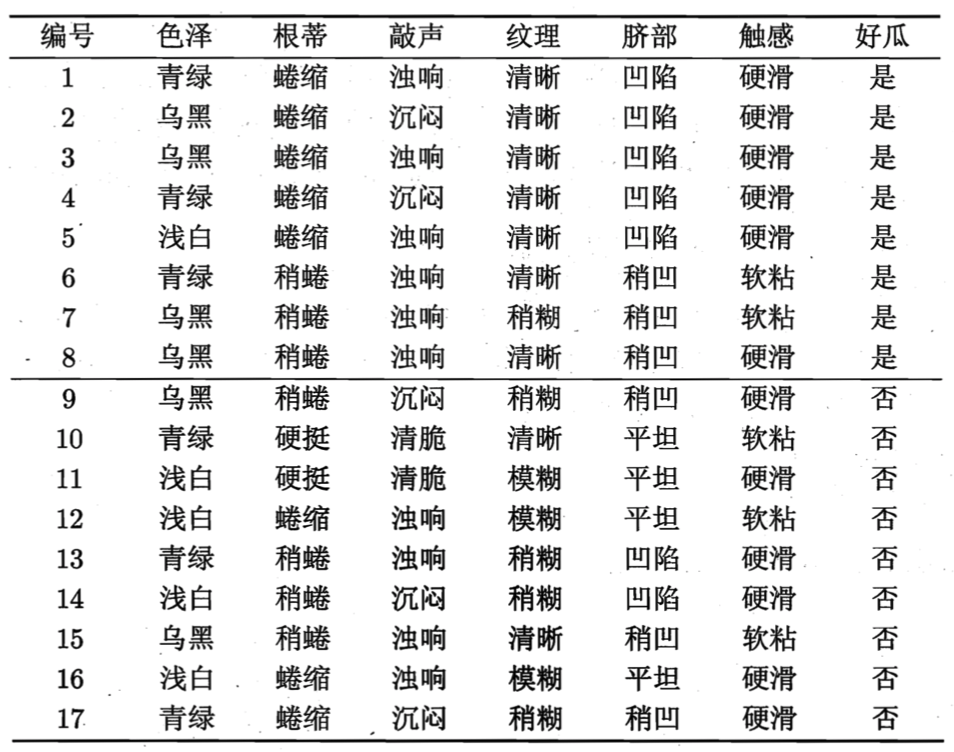 编号 色泽 根蒂 敲声 纹理 脐部 触感 好瓜
1 青绿 蜷缩 浊响 清晰 凹陷 硬滑 是
2 乌黑 蜷缩 沉闷 清晰 凹陷 硬滑 是
3 乌黑 蜷缩 浊响 清晰 凹陷 硬滑 是
4 青绿 蜷缩 沉闷 清晰 凹陷 硬滑 是
5 浅白 蜷缩 浊响 清晰 凹陷 硬滑 是
6 青绿 稍蜷 浊响 清晰 稍凹 软粘 是
7 乌黑 稍蜷 浊响 稍糊 稍凹 软粘 是
8 乌黑 稍蜷 浊响 清晰 稍凹 硬滑 是
9 乌黑 稍蜷 沉闷 稍糊 稍凹 硬滑 否
10 青绿 硬挺 清脆 清晰 平坦 软粘 否
11 浅白 硬挺 清脆 模糊 平坦 硬滑 否
12 浅白 蜷缩 浊响 模糊 平坦 软粘 否
13 青绿 稍蜷 浊响 稍糊 凹陷 硬滑 否
14 浅白 稍蜷 沉闷 稍糊 凹陷 硬滑 否
15 乌黑 稍蜷 浊响 清晰 稍凹 软粘 否
16 浅白 蜷缩 浊响 模糊 平坦 硬滑 否
17 青绿 蜷缩 沉闷 稍糊 稍凹 硬滑 否